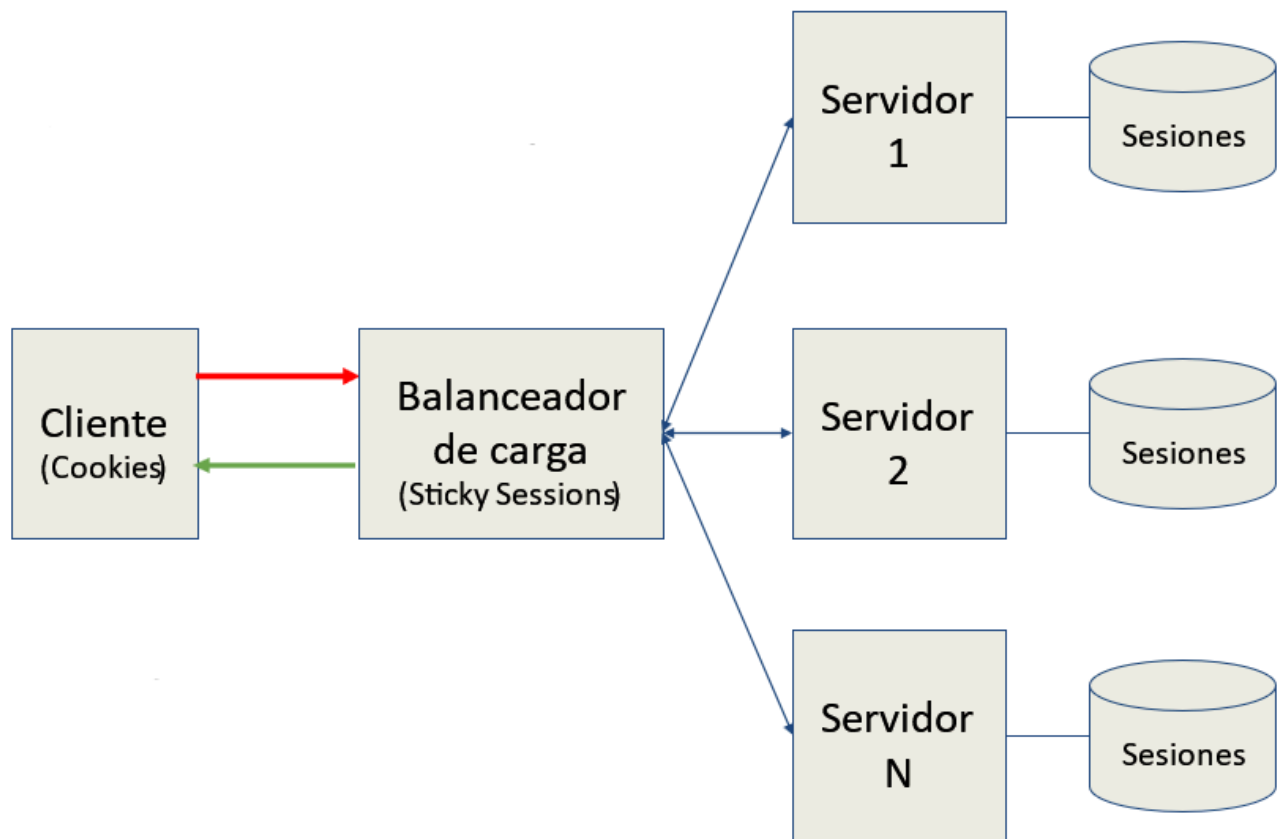 Servidor
1
Sesiones
Cliente
(Cookies)
Balanceador
de carga
(Sticky Sessions)
Servidor
2
Sesiones
Servidor
N
Sesiones